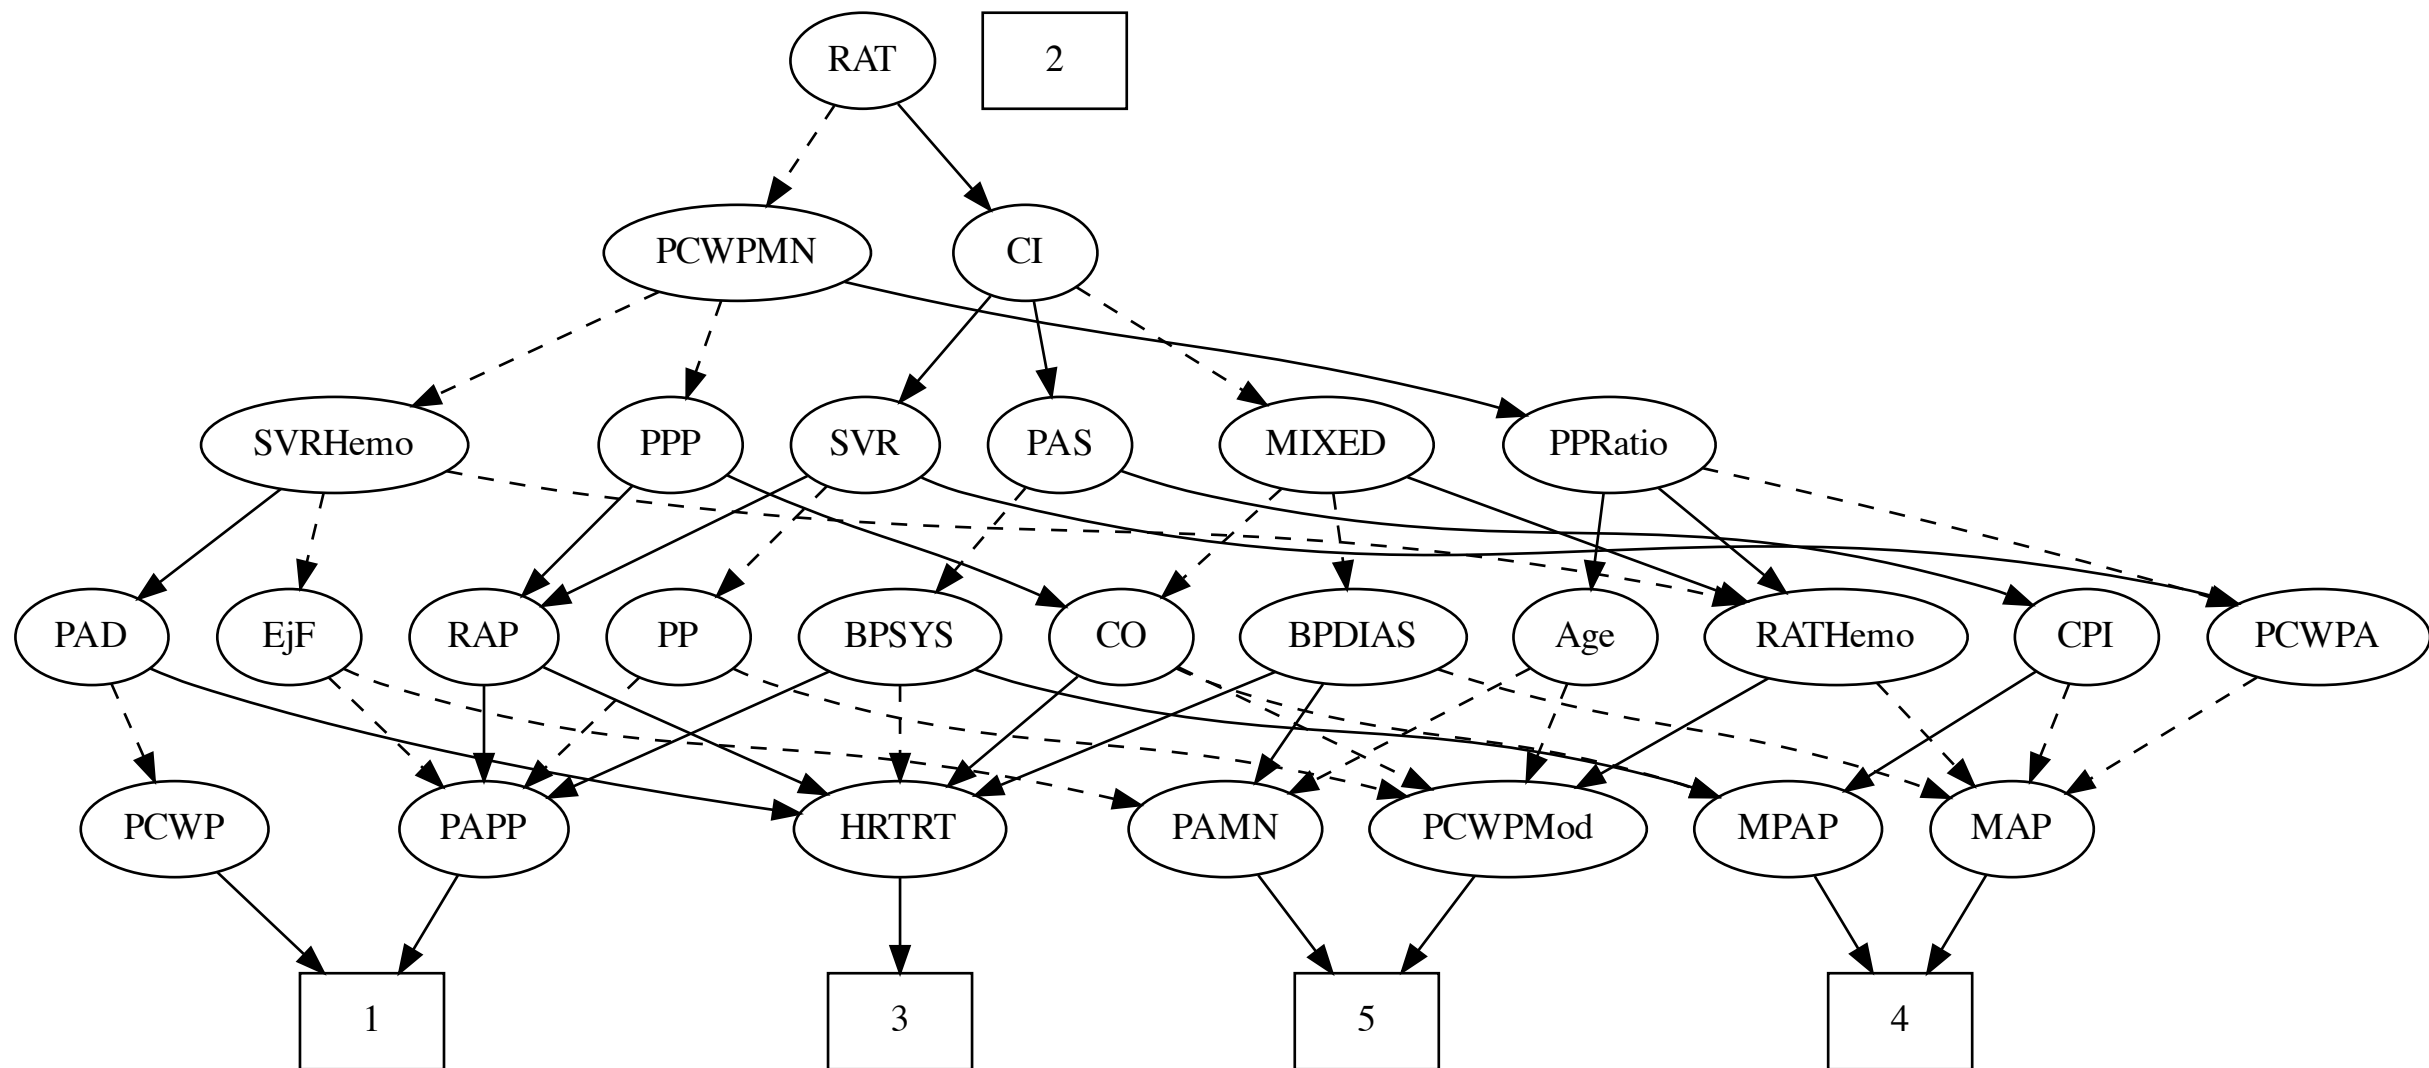 RAT
2
PCWPMN
CI
SVRHemo
PPP
SVR
PAS
MIXED
PPRatio
PAD
EjF
RAP
PP
BPSYS
CO
BPDIAS
Age
RATHemo
CPI
PCWPA
PCWP
PAPP
HRTRT
PAMN
PCWPMod
MPAP
MAP
1
3
5
4